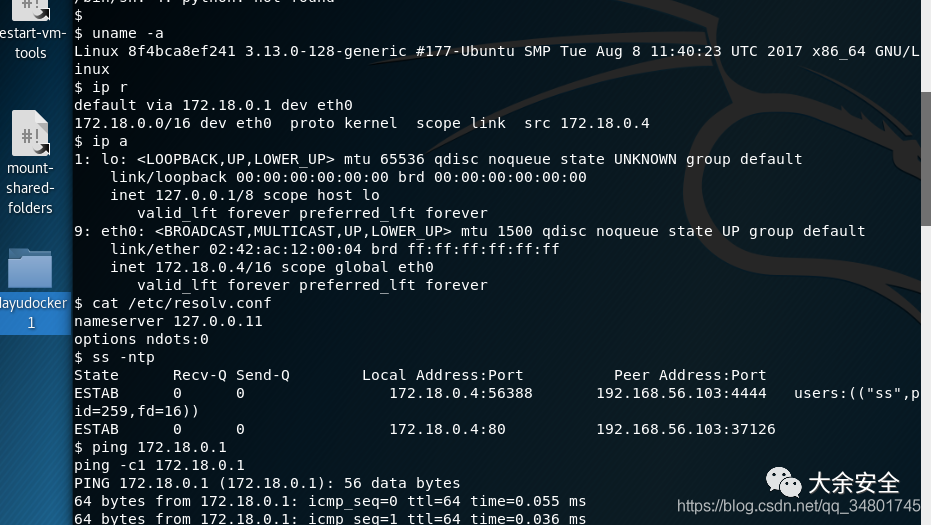 /bin/sh: 4: python: not found
$
$ uname -a
Linux 8f4bca8ef241 3.13.0-128-generic #177-Ubuntu SMP Tue Aug 8 11:40:23 UTC 2017 x86_64 GNU/L
inux
$ ip r
default via 172.18.0.1 dev eth0
172.18.0.0/16 dev eth0  proto kernel  scope link  src 172.18.0.4
$ ip a
1: lo: <LOOPBACK,UP,LOWER_UP> mtu 65536 qdisc noqueue state UNKNOWN group default
    link/loopback 00:00:00:00:00:00 brd 00:00:00:00:00:00
    inet 127.0.0.1/8 scope host lo
       valid_lft forever preferred_lft forever
9: eth0: <BROADCAST,MULTICAST,UP,LOWER_UP> mtu 1500 qdisc noqueue state UP group default
    link/ether 02:42:ac:12:00:04 brd ff:ff:ff:ff:ff:ff
    inet 172.18.0.4/16 scope global eth0
       valid_lft forever preferred_lft forever
$ cat /etc/resolv.conf
nameserver 127.0.0.11
options ndots:0
$ ss -ntp
State      Recv-Q Send-Q        Local Address:Port          Peer Address:Port
ESTAB      0      0                172.18.0.4:56388       192.168.56.103:4444   users:(("ss",p
id=259,fd=16))
ESTAB      0      0                172.18.0.4:80          192.168.56.103:37126
$ ping 172.18.0.1
ping -c1 172.18.0.1
PING 172.18.0.1 (172.18.0.1): 56 data bytes
64 bytes from 172.18.0.1: icmp_seq=0 ttl=64 time=0.055 ms
64 bytes from 172.18.0.1: icmp_seq=1 ttl=64 time=0.036 ms
estart-vm-
tools
#!
mount-
shared-
folders
dayudocker
1
大余安全
https://blog.csdn.net/qq_34801745